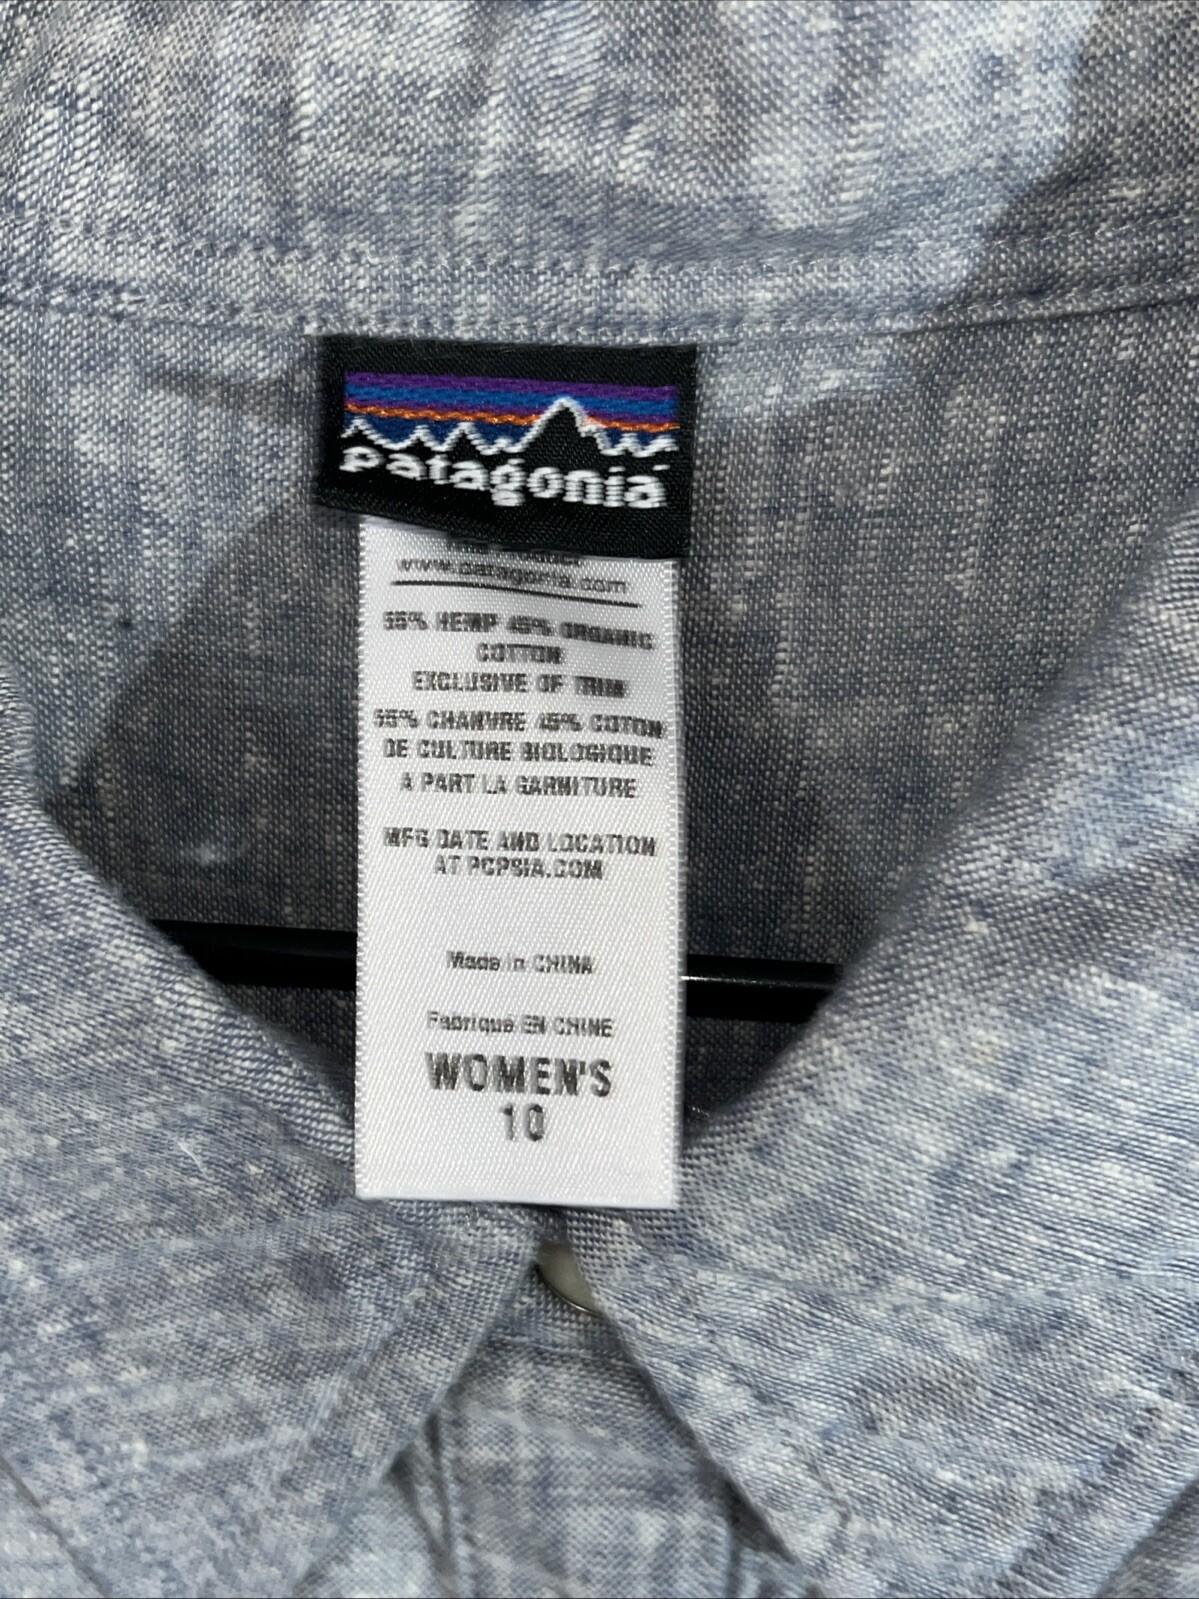 patagonia
www.patagonia.com
55% HEMP 45% ORGANIC
COTTON
EXCLUSIVE OF TRIM
55% CHANVRE 45% COTON
DE CULTURE BIOLOGIQUE
A PART LA GARNITURE
MFG DATE AND LOCATION
AT PCPSIA.COM
Made in CHINA
Fabriqué EN CHINE
WOMEN'S
10